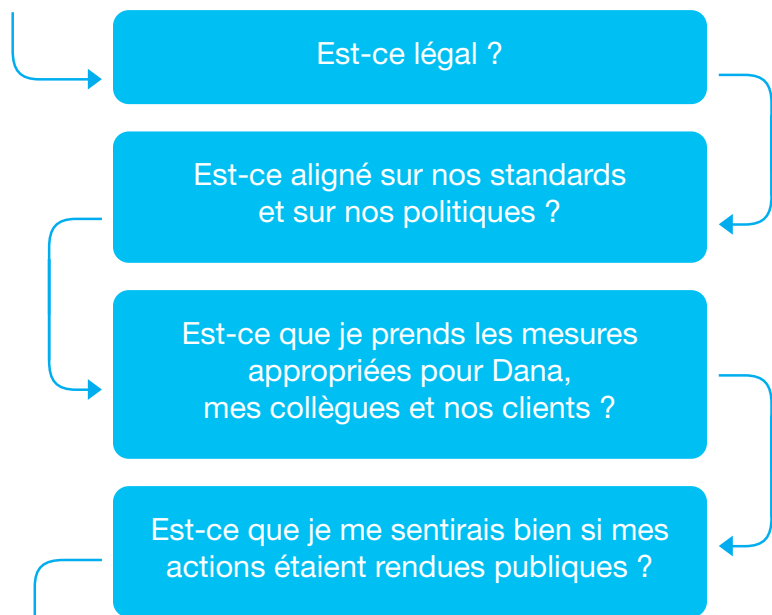 Est-ce légal ?
Est-ce aligné sur nos standards
et sur nos politiques ?
Est-ce que je prends les mesures
appropriées pour Dana,
mes collègues et nos clients ?
Est-ce que je me sentirais bien si mes
actions étaient rendues publiques ?